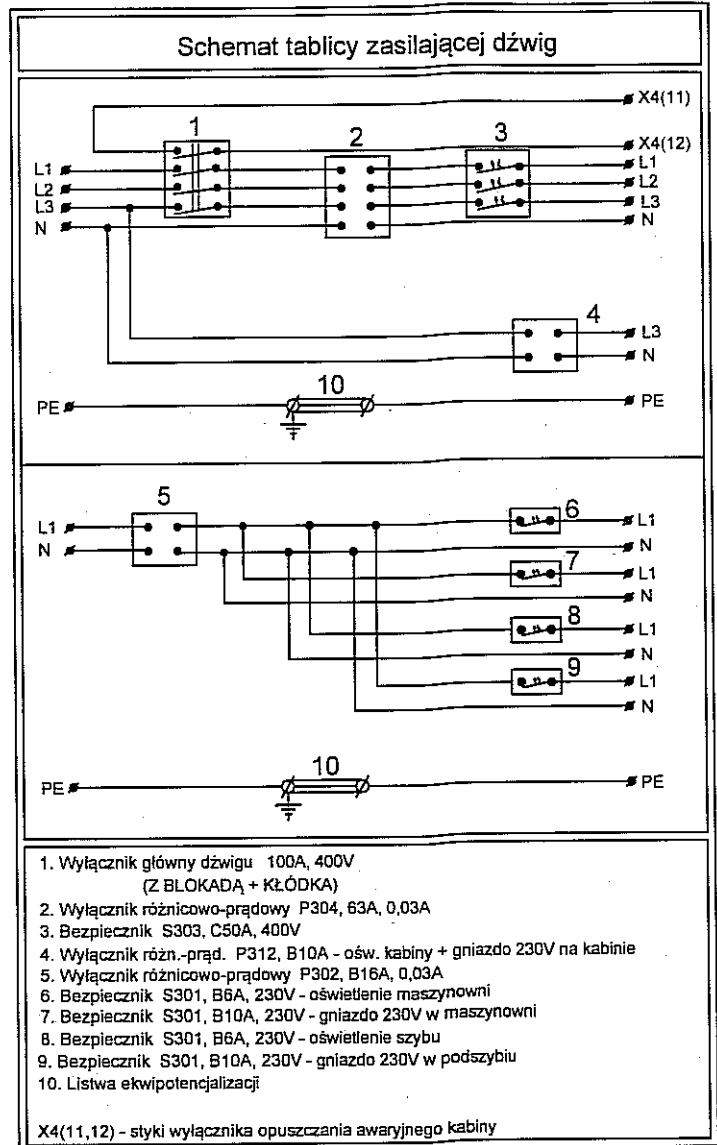 Schemat tablicy zasilającej dźwig
X4(11)
1
2
3
X4(12)
L1
L1
L2
L2
L3
L3
N
N
4
L3
N
10
PE
PE
5
6
L1
L1
N
N
7
L1
N
8
L1
N
9
L1
N
10
PE
PE
1. Wyłącznik główny dźwigu 100A, 400V
(Z BLOKADĄ + KŁÓDKA)
2. Wyłącznik różnicowo-prądowy P304, 63A, 0,03A
3. Bezpiecznik S303, C50A, 400V
4. Wyłącznik różn.-prąd. P312, B10A - ośw. kabiny + gniazdo 230V na kabinie
5. Wyłącznik różnicowo-prądowy P302, B16A, 0,03A
6. Bezpiecznik S301, B6A, 230V - oświetlenie maszynowni
7. Bezpiecznik S301, B10A, 230V - gniazdo 230V w maszynowni
8. Bezpiecznik S301, B6A, 230V - oświetlenie szybu
9. Bezpiecznik S301, B10A, 230V - gniazdo 230V w podszybiu
10. Listwa ekwipotencjalizacji
X4(11,12) - styki wyłącznika opuszczania awaryjnego kabiny